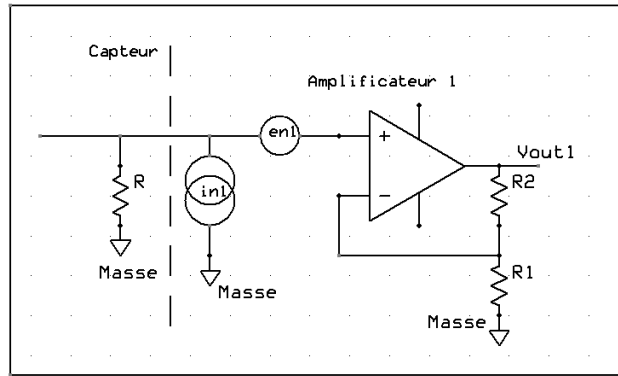 Capteur
Amplificateur 1
en1
Vout1
R
in1
R2
Masse
Masse
R1
Masse